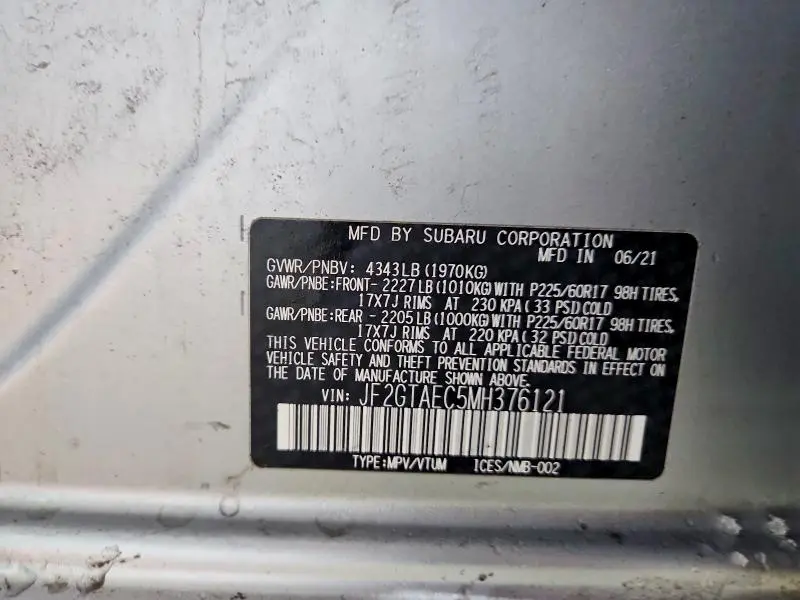 MFD BY SUBARU CORPORATION
MFD IN 06/21
GVWR/PNBV: 4343LB(1970KG)
GAWR/PNBE:FRONT- 2227LB(1010KG)WITH P225/60R17 98H TIRES,
17X7J RIMS AT 230 KPA( 33 PSI)COLD
GAWR/PNBE:REAR - 2205LB(1000KG)WITH P225/60R17 98H TIRES,
17X7J RIMS AT 220 KPA( 32 PSI)COLD
THIS VEHICLE CONFORMS TO ALL APPLICABLE FEDERAL MOTOR
VEHICLE SAFETY AND THEFT PREVENTION STANDARDS IN EFFECT ON
THE DATE OF MANUFACTURE SHOWN ABOVE.
VIN: JF2GTAEC5MH376121
TYPE:MPV/VTUM ICES/NMB-002